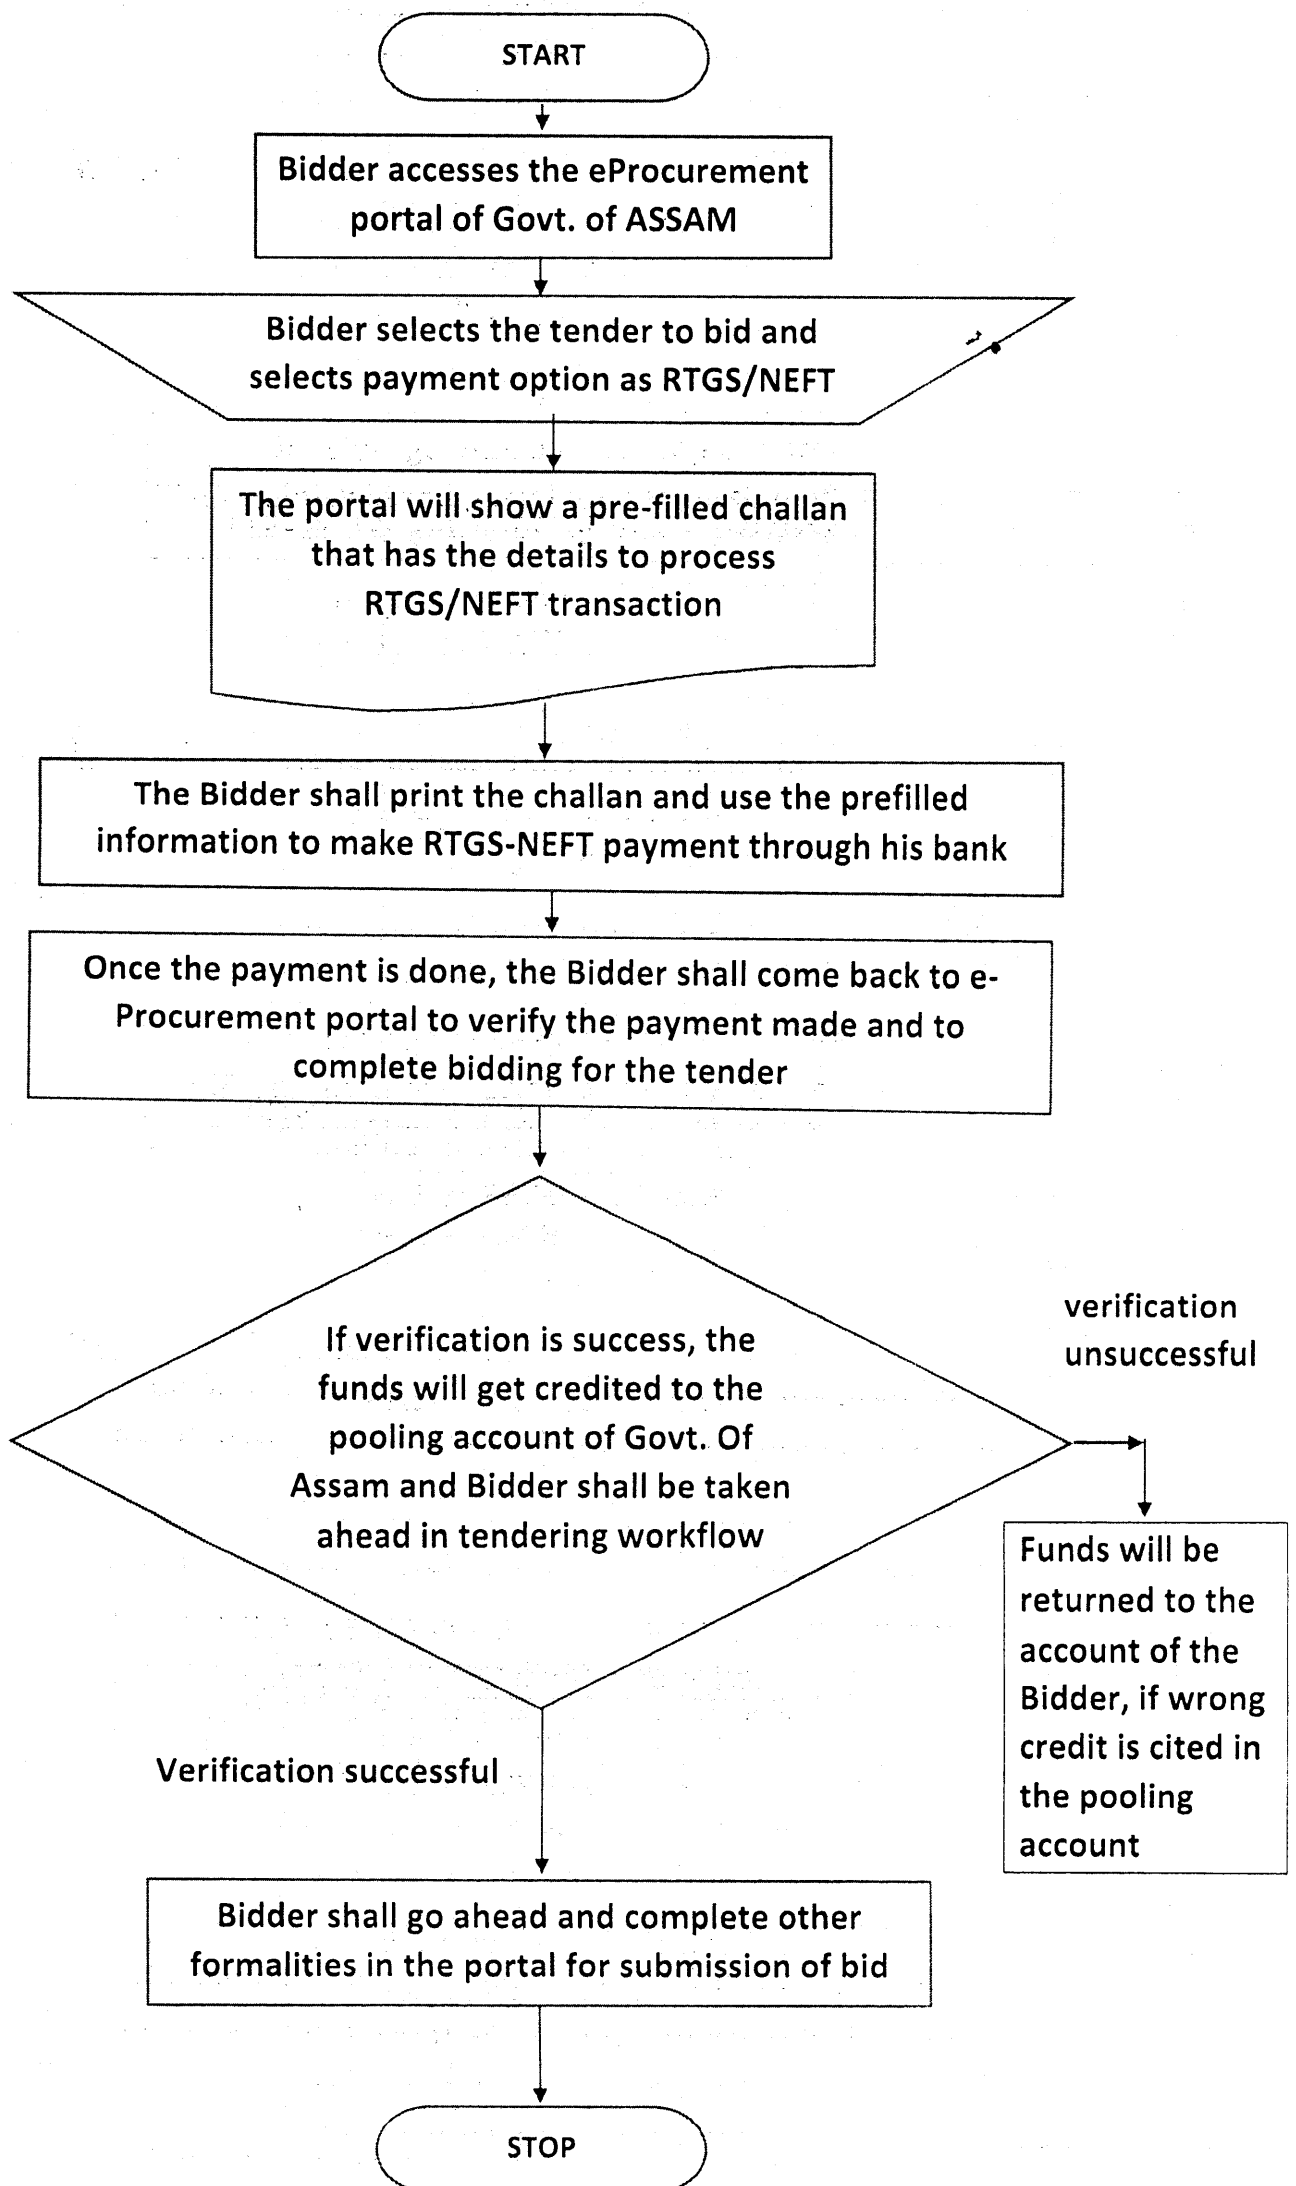 START
Bidder accesses the eProcurement
portal of Govt. of ASSAM
Bidder selects the tender to bid and
selects payment option as RTGS/NEFT
The portal will show a pre-filled challan
that has the details to process
RTGS/NEFT transaction
The Bidder shall print the challan and use the prefilled
information to make RTGS-NEFT payment through his bank
Once the payment is done, the Bidder shall come back to e-
Procurement portal to verify the payment made and to
complete bidding for the tender
If verification is success, the
funds will get credited to the
pooling account of Govt. Of
Assam and Bidder shall be taken
ahead in tendering workflow
verification
unsuccessful
Funds will be
returned to the
account of the
Bidder, if wrong
credit is cited in
the pooling
account
Verification successful
Bidder shall go ahead and complete other
formalities in the portal for submission of bid
STOP